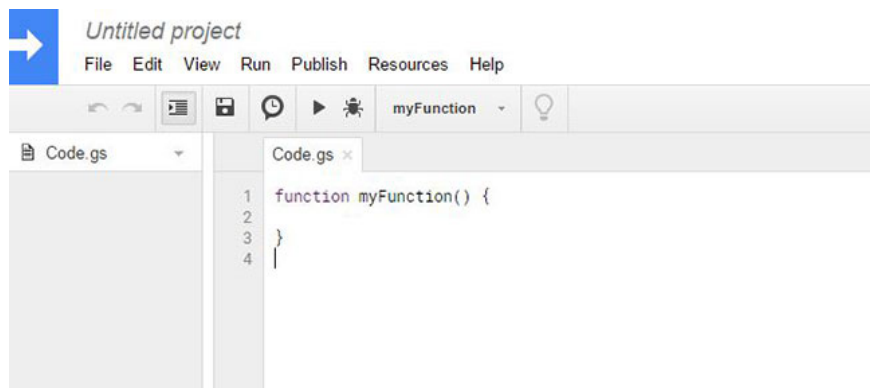 Untitled project
File Edit View Run Publish Resources Help
myFunction
Code.gs
Code.gs ×
1 function myFunction() {
2
3 }
4